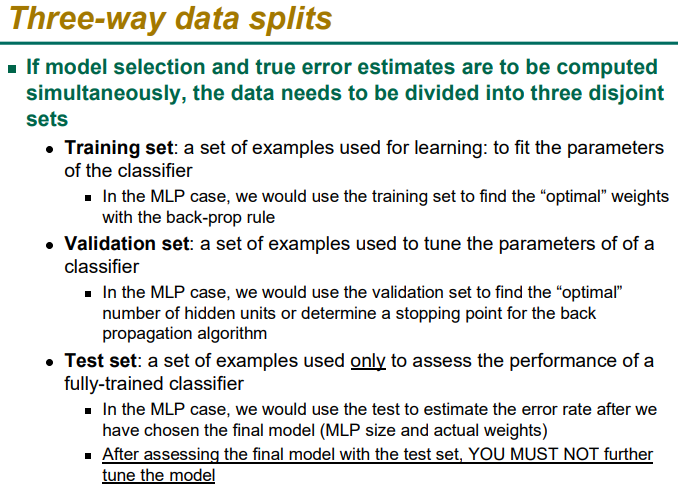 Three-way data splits
If model selection and true error estimates are to be computed
simultaneously, the data needs to be divided into three disjoint
sets
Training set: a set of examples used for learning: to fit the parameters
of the classifier
In the MLP case, we would use the training set to find the “optimal” weights
with the back-prop rule
Validation set: a set of examples used to tune the parameters of of a
classifier
In the MLP case, we would use the validation set to find the “optimal”
number of hidden units or determine a stopping point for the back
propagation algorithm
Test set: a set of examples used only to assess the performance of a
fully-trained classifier
In the MLP case, we would use the test to estimate the error rate after we
have chosen the final model (MLP size and actual weights)
After assessing the final model with the test set, YOU MUST NOT further
tune the model